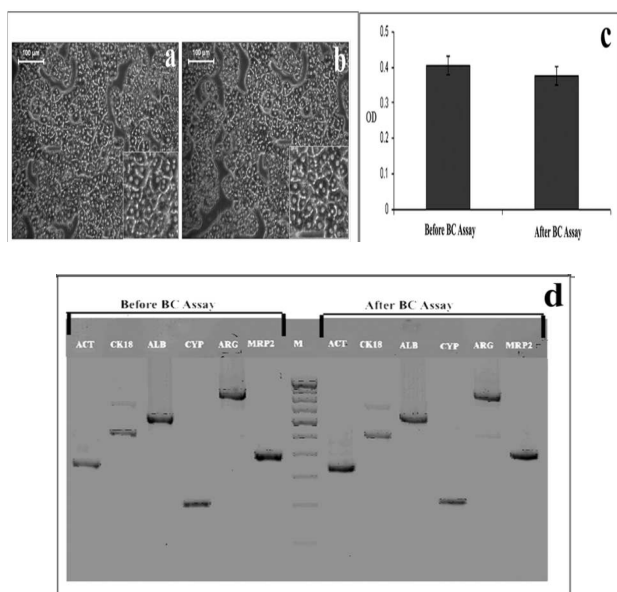 100 µm
a
100 µm
b
c
0.5
0.4
0.3
OD
0.2
0.1
0
Before BC Assay
After BC Assay
d
Before BC Assay
After BC Assay
ACT CK18 ALB CYP ARG MRP2 M ACT CK18 ALB CYP ARG MRP2